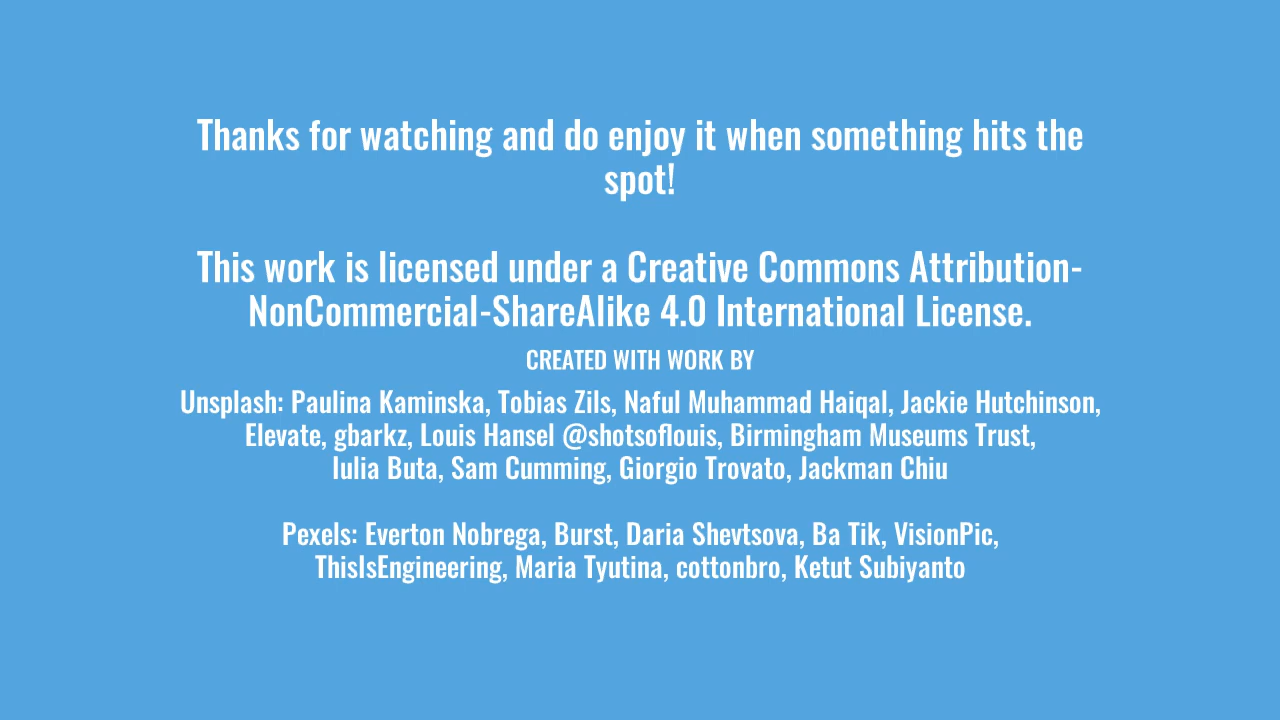 Thanks for watching and do enjoy it when something hits the
spot!
This work is licensed under a Creative Commons Attribution-
NonCommercial-ShareAlike 4.0 International License.
CREATED WITH WORK BY
Unsplash: Paulina Kaminska, Tobias Zils, Naful Muhammad Haiqal, Jackie Hutchinson,
Elevate, gbarkz, Louis Hansel @shotsoflouis, Birmingham Museums Trust,
Iulia Buta, Sam Cumming, Giorgio Trovato, Jackman Chiu
Pexels: Everton Nobrega, Burst, Daria Shevtsova, Ba Tik, VisionPic,
ThisIsEngineering, Maria Tyutina, cottonbro, Ketut Subiyanto